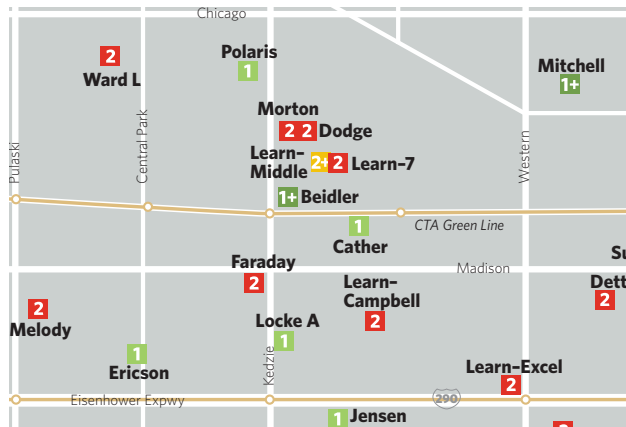 Chicago
2
Ward L
Polaris
1
Mitchell
1+
Morton
2 2 Dodge
Learn–
Middle
2+ 2 Learn–7
1+ Beidler
Pulaski
Central Park
Western
1
Cather
CTA Green Line
Faraday
2
Madison
Su
Dett
2
Learn–
Campbell
2
2
Melody
Locke A
1
1
Ericson
Kedzie
Learn–Excel
2
Eisenhower Expwy
290
1 Jensen